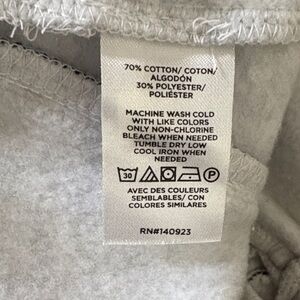 70% COTTON/ COTON/
ALGODÓN
30% POLYESTER/
POLIÉSTER
MACHINE WASH COLD
WITH LIKE COLORS
ONLY NON-CHLORINE
BLEACH WHEN NEEDED
TUMBLE DRY LOW
COOL IRON WHEN
NEEDED
30 P
AVEC DES COULEURS
SEMBLABLES/ CON
COLORES SIMILARES
RN#140923